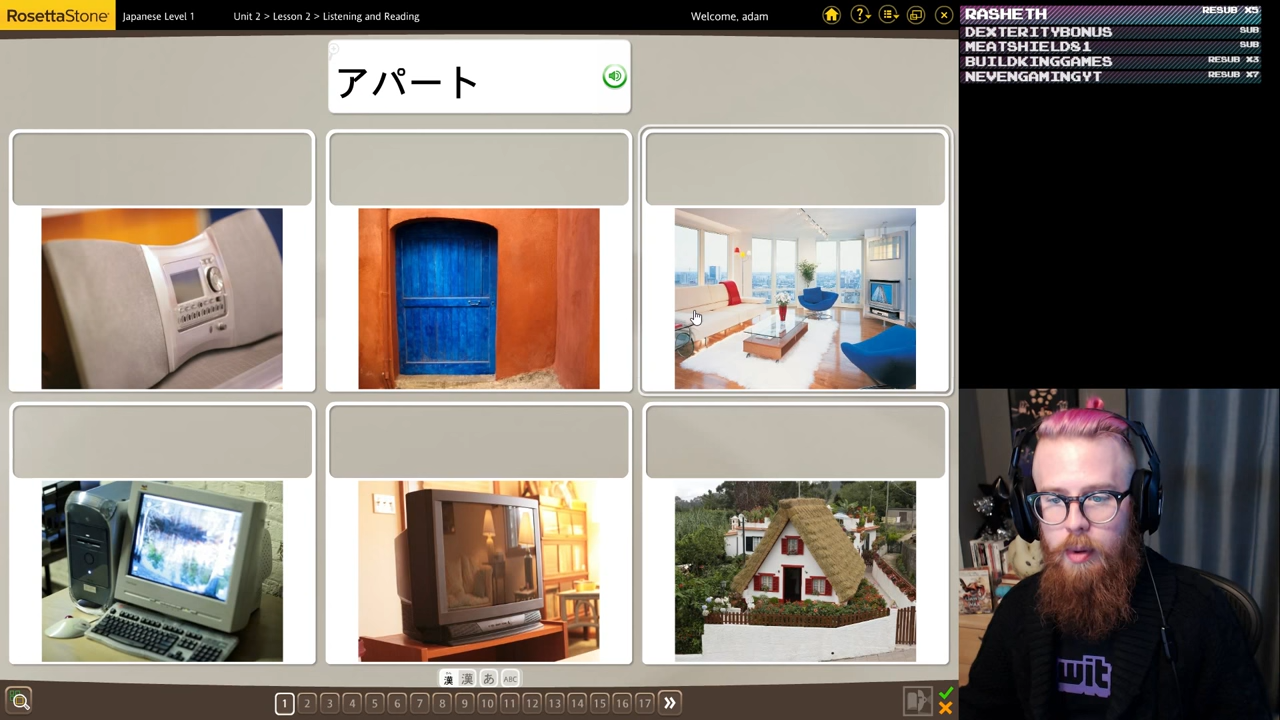 RosettaStone
Japanese Level 1
Unit 2 > Lesson 2 > Listening and Reading
Welcome, adam
アパート
漢 漢 あ ABC
1 2 3 4 5 6 7 8 9 10 11 12 13 14 15 16 17
RASHETH RESUB X5
DEXTERITYBONUS SUB
MEATSHIELD81 SUB
BUILDKINGGAMES RESUB X3
NEVENGAMINGYT RESUB X7
wit